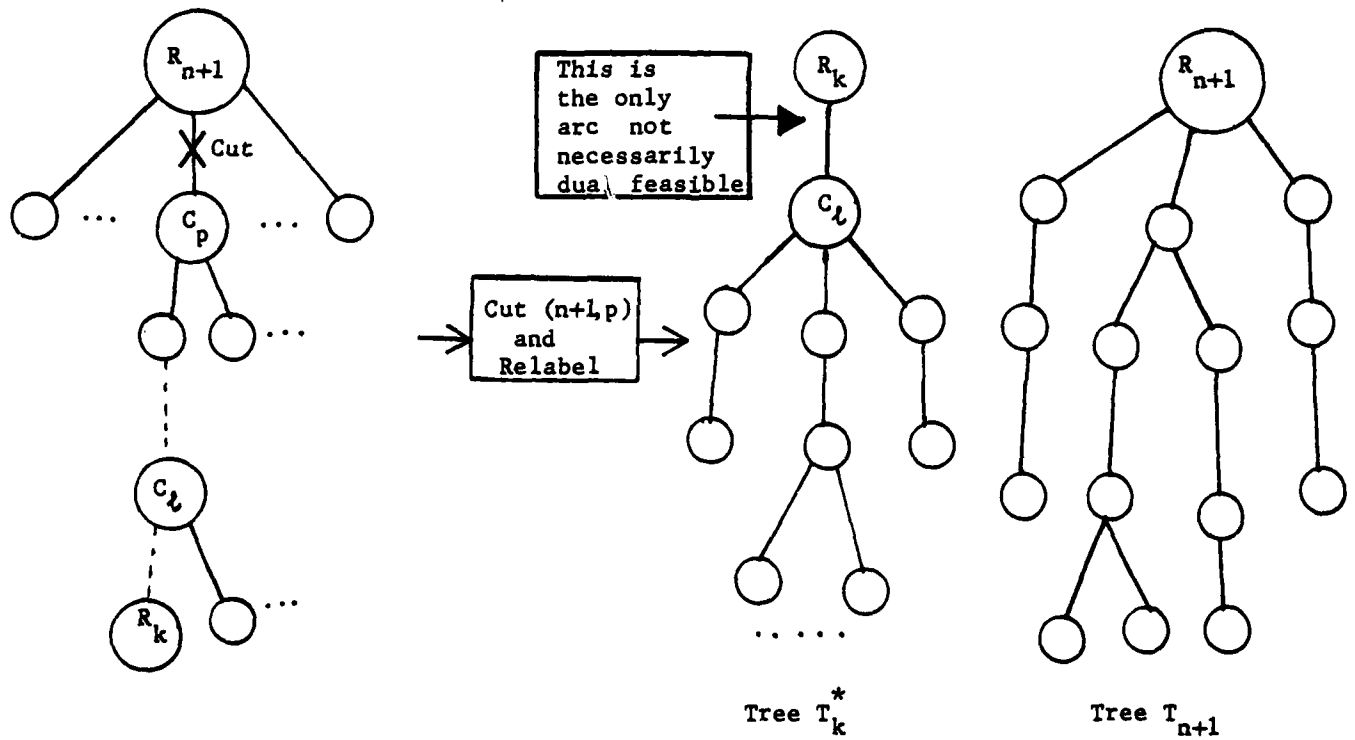 R_{n+1}
Cut
...
C_p
...
...
C_ℓ
R_k
...
This is
the only
arc not
necessarily
dual feasible
Cut (n+1,p)
and
Relabel
R_k
C_ℓ
.....
Tree T_k^*
R_{n+1}
Tree T_{n+1}